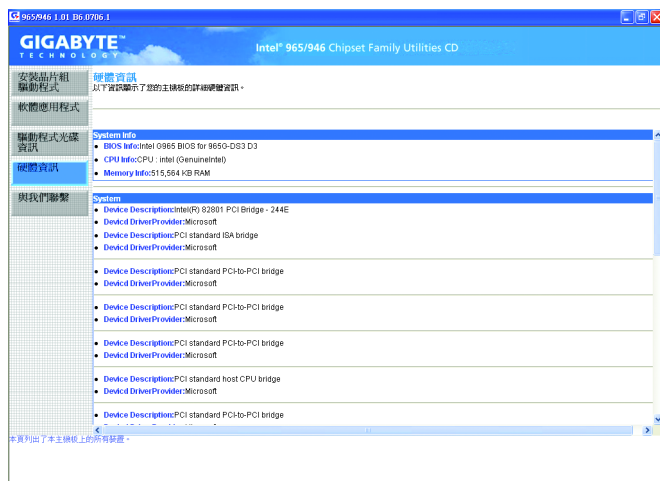 965/946 1.01 B6.0706.1
GIGABYTE™
TECHNOLOGY
Intel® 965/946 Chipset Family Utilities CD
安裝晶片組
驅動程式
軟體應用程式
驅動程式光碟
資訊
硬體資訊
與我們聯繫
硬體資訊
以下資訊顯示了您的主機板的詳細硬體資訊。
System Info
BIOS Info:Intel G965 BIOS for 965G-DS3 D3
CPU Info:CPU : intel (GenuineIntel)
Memory Info:515,564 KB RAM
System
Device Description:Intel(R) 82801 PCI Bridge - 244E
Devicd DriverProvider:Microsoft
Device Description:PCI standard ISA bridge
Devicd DriverProvider:Microsoft
Device Description:PCI standard PCI-to-PCI bridge
Devicd DriverProvider:Microsoft
Device Description:PCI standard PCI-to-PCI bridge
Devicd DriverProvider:Microsoft
Device Description:PCI standard PCI-to-PCI bridge
Devicd DriverProvider:Microsoft
Device Description:PCI standard host CPU bridge
Devicd DriverProvider:Microsoft
Device Description:PCI standard PCI-to-PCI bridge
本頁列出了本主機板上的所有裝置。